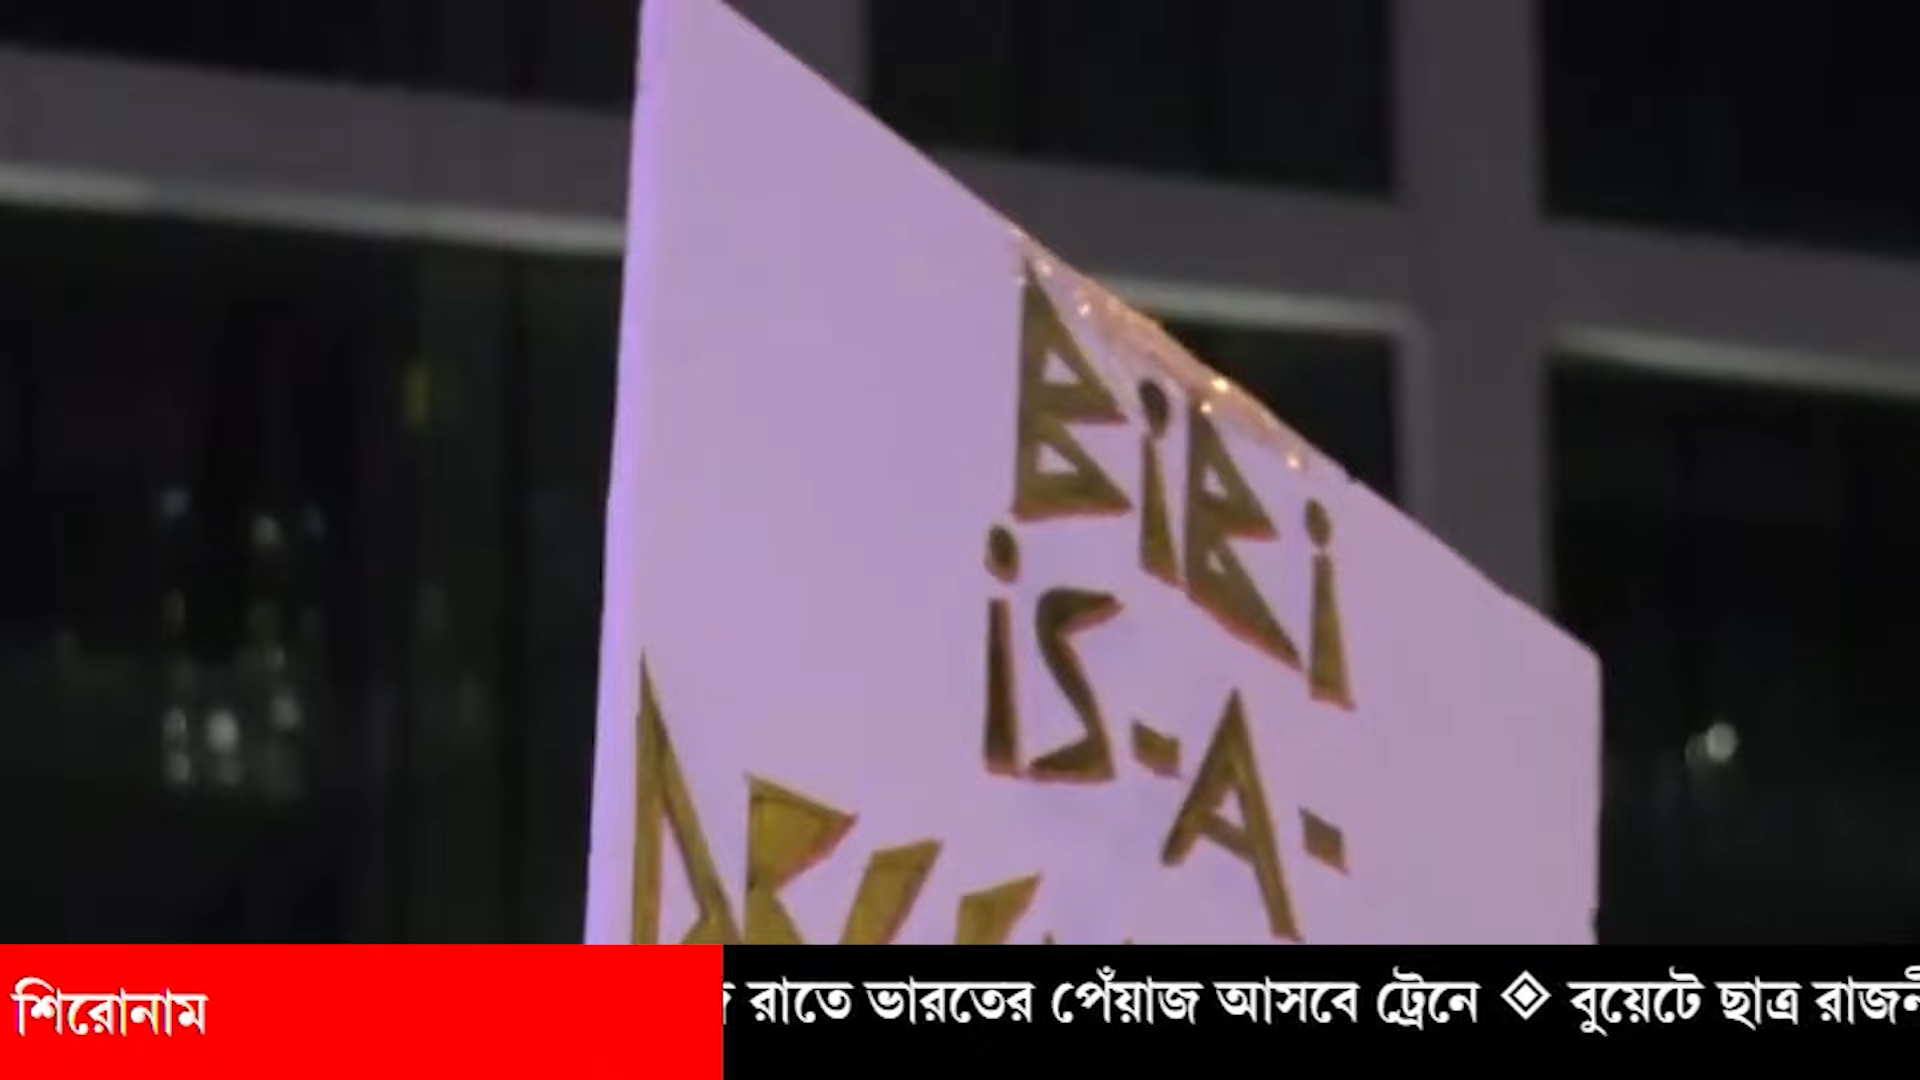 BiBi
iS-A-
শিরোনাম
রাতে ভারতের পেঁয়াজ আসবে ট্রেনে ◈ বুয়েটে ছাত্র